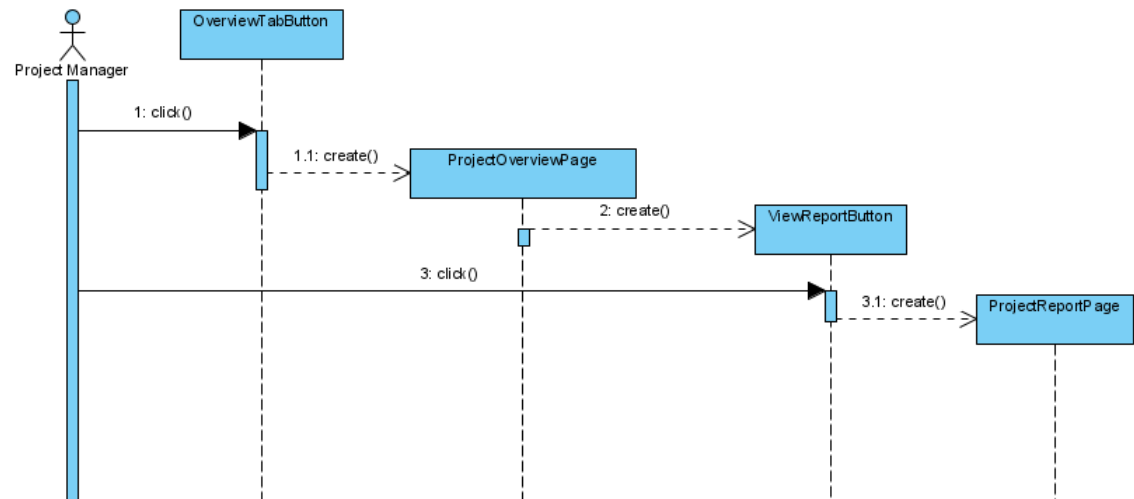 OverviewTabButton
Project Manager
1: click()
1.1: create()
ProjectOverviewPage
2: create()
ViewReportButton
3: click()
3.1: create()
ProjectReportPage